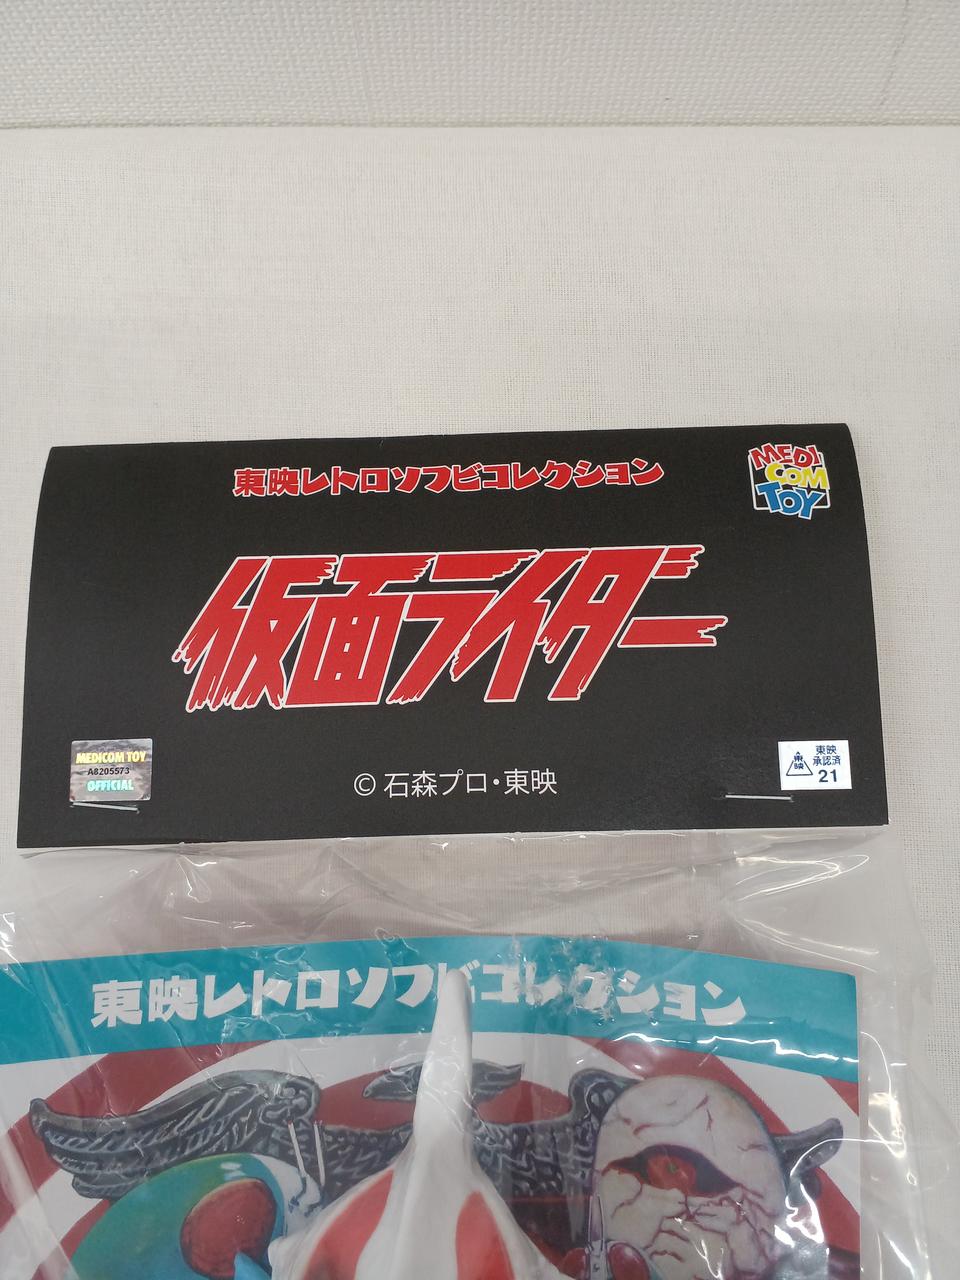 東映レトロソフビコレクション
MEDI
COM
TOY
仮面ライダー
MEDICOM TOY
A8205573
OFFICIAL
© 石森プロ・東映
東映
東映
承認済
21
東映レトロソフビコレクション